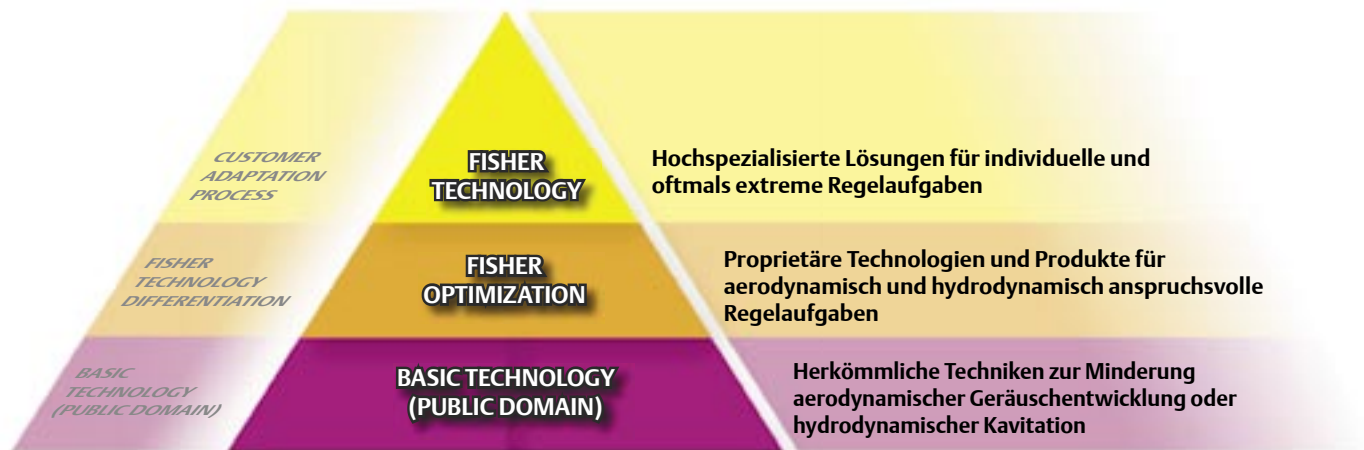 CUSTOMER
ADAPTATION
PROCESS
FISHER
TECHNOLOGY
Hochspezialisierte Lösungen für individuelle und
oftmals extreme Regelaufgaben
FISHER
TECHNOLOGY
DIFFERENTIATION
FISHER
OPTIMIZATION
Proprietäre Technologien und Produkte für
aerodynamisch und hydrodynamisch anspruchsvolle
Regelaufgaben
BASIC
TECHNOLOGY
(PUBLIC DOMAIN)
BASIC TECHNOLOGY
(PUBLIC DOMAIN)
Herkömmliche Techniken zur Minderung
aerodynamischer Geräuschentwicklung oder
hydrodynamischer Kavitation